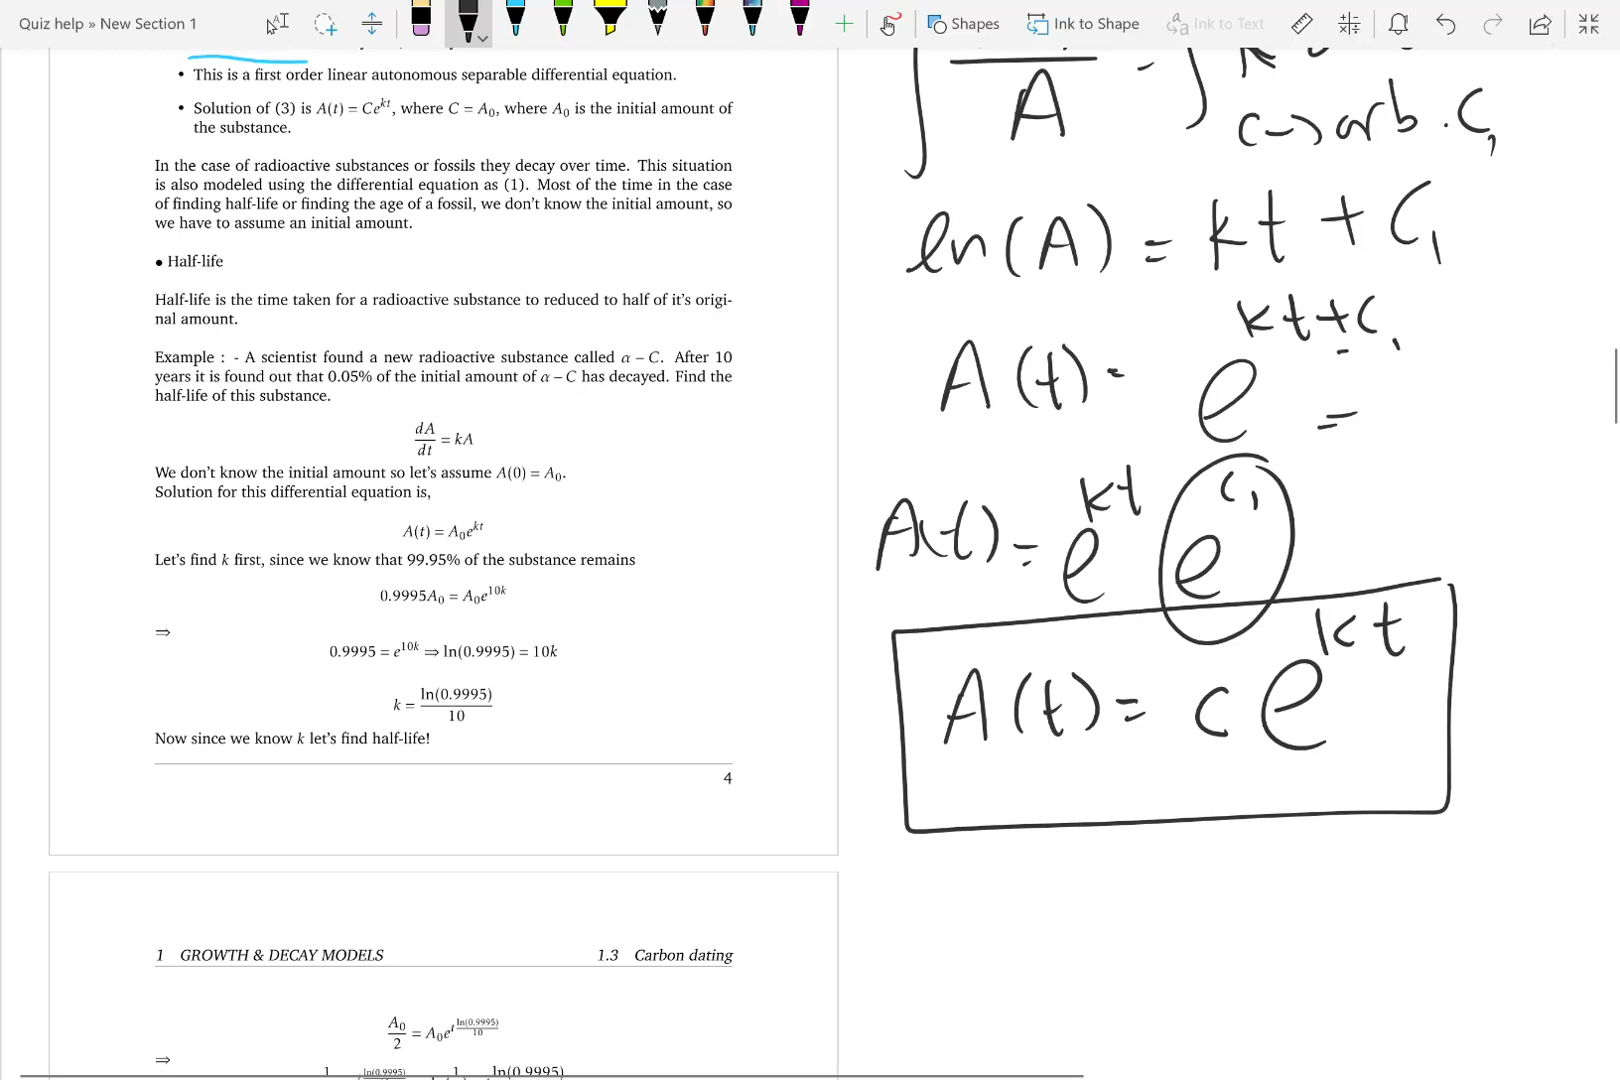 Quiz help » New Section 1
Shapes
Ink to Shape
Ink to Text
• This is a first order linear autonomous separable differential equation.
• Solution of (3) is A(t) = Ce^{kt}, where C = A₀, where A₀ is the initial amount of
the substance.
In the case of radioactive substances or fossils they decay over time. This situation
is also modeled using the differential equation as (1). Most of the time in the case
of finding half-life or finding the age of a fossil, we don't know the initial amount, so
we have to assume an initial amount.
• Half-life
Half-life is the time taken for a radioactive substance to reduced to half of it's origi-
nal amount.
Example : - A scientist found a new radioactive substance called α – C. After 10
years it is found out that 0.05% of the initial amount of α – C has decayed. Find the
half-life of this substance.
dA/dt = kA
We don't know the initial amount so let's assume A(0) = A₀.
Solution for this differential equation is,
A(t) = A₀e^{kt}
Let's find k first, since we know that 99.95% of the substance remains
0.9995A₀ = A₀e^{10k}
⇒
0.9995 = e^{10k} ⇒ ln(0.9995) = 10k
k = ln(0.9995)/10
Now since we know k let's find half-life!
4
1 GROWTH & DECAY MODELS 1.3 Carbon dating
A₀/2 = A₀e^{t ln(0.9995)/10}
⇒
A
c → arb. C₁
ln(A) = kt + C₁
A(t) = e^{kt+C₁} =
A(t) = e^{kt} e^{C₁}
A(t) = c e^{kt}